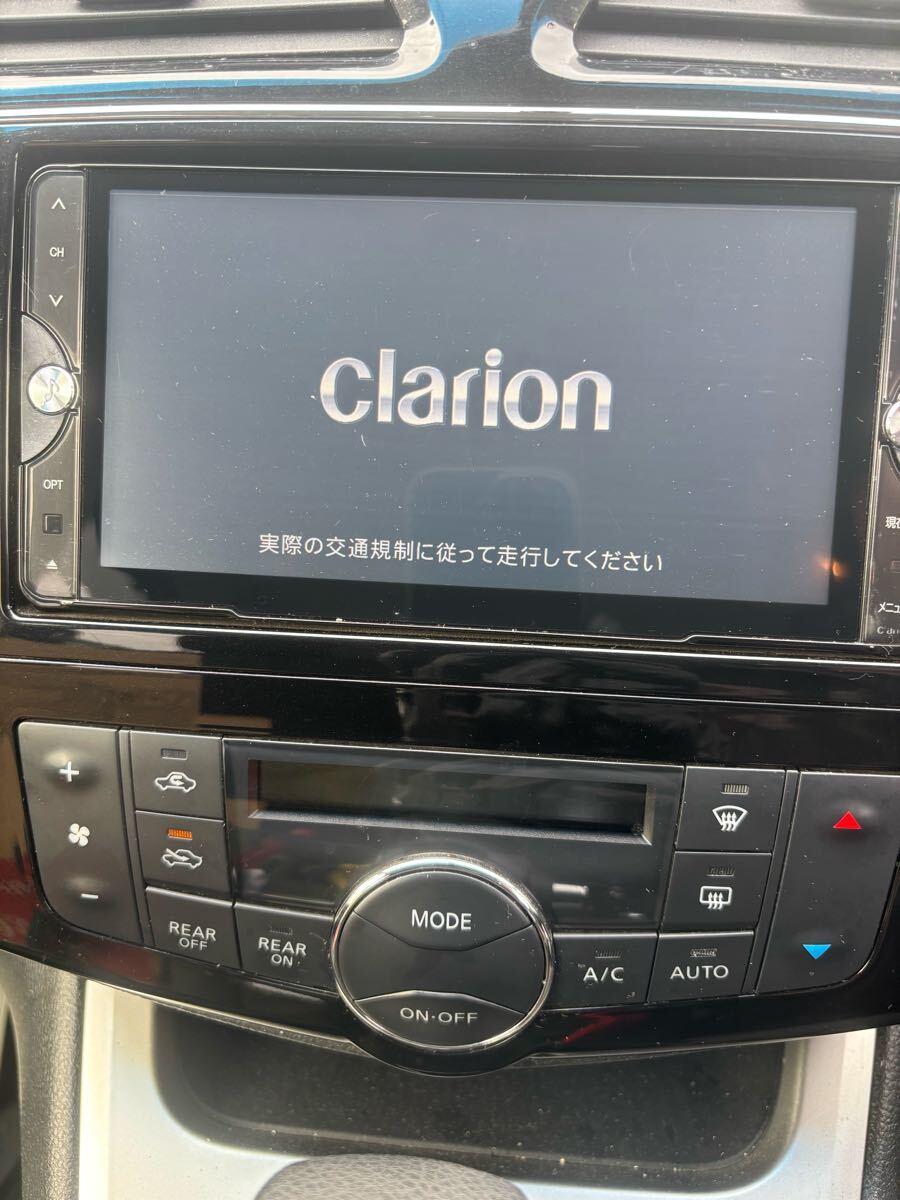 CH
OPT
clarion
実際の交通規制に従って走行してください
REAR
OFF
REAR
ON
MODE
ON・OFF
A/C
AUTO